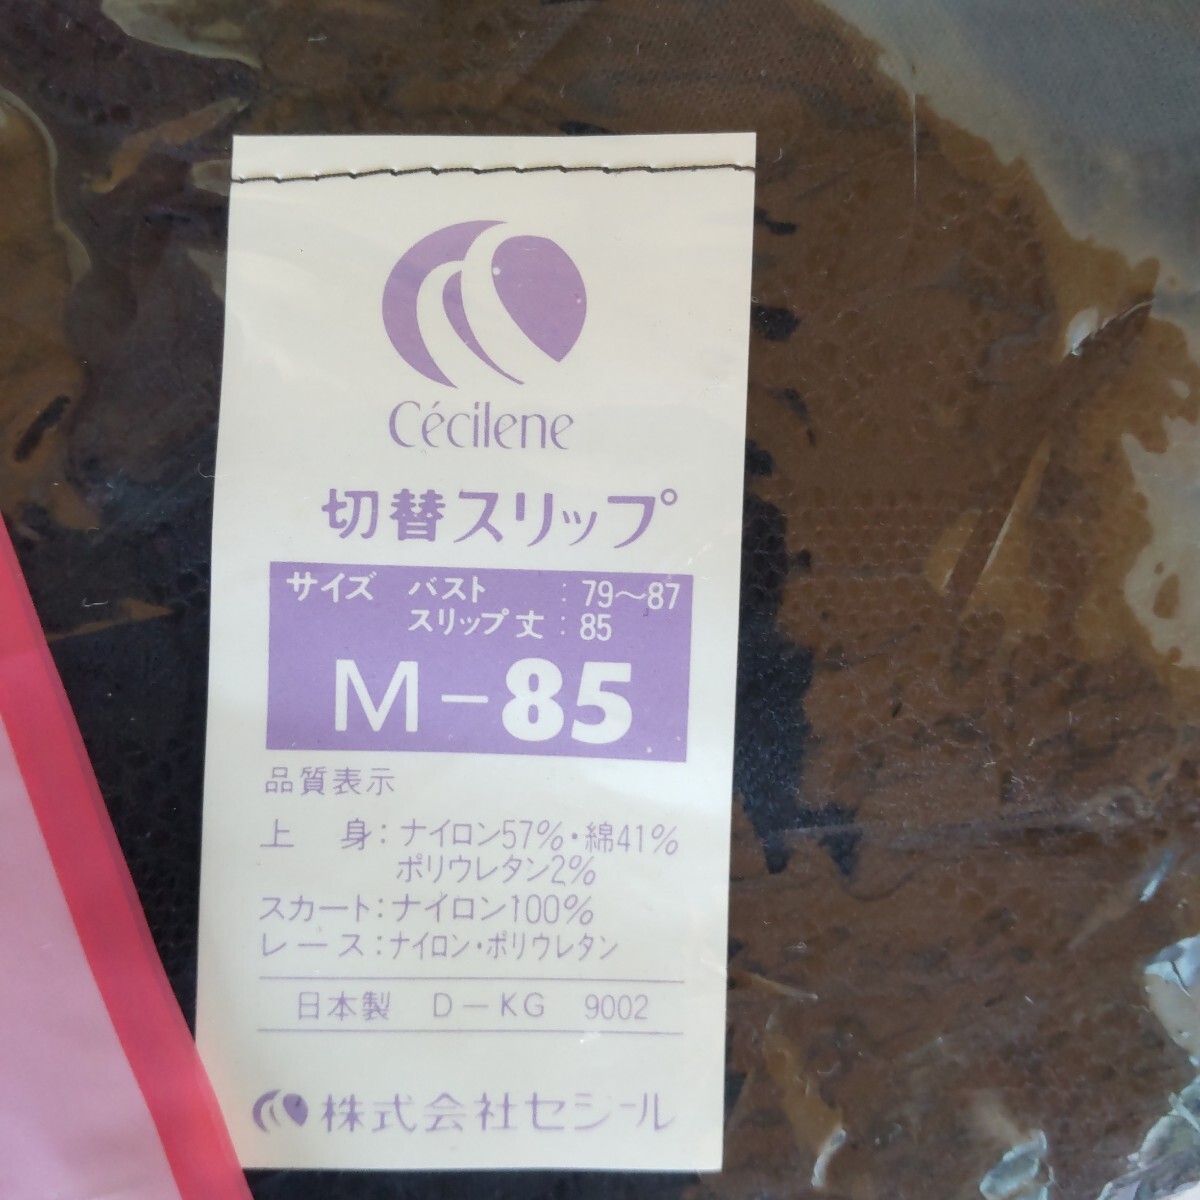 Cécilene
切替スリップ
サイズ バスト : 79〜87
スリップ丈 : 85
M－85
品質表示
上 身：ナイロン57%・綿41%
ポリウレタン2%
スカート：ナイロン100%
レース：ナイロン・ポリウレタン
日本製 D－KG 9002
株式会社セシール